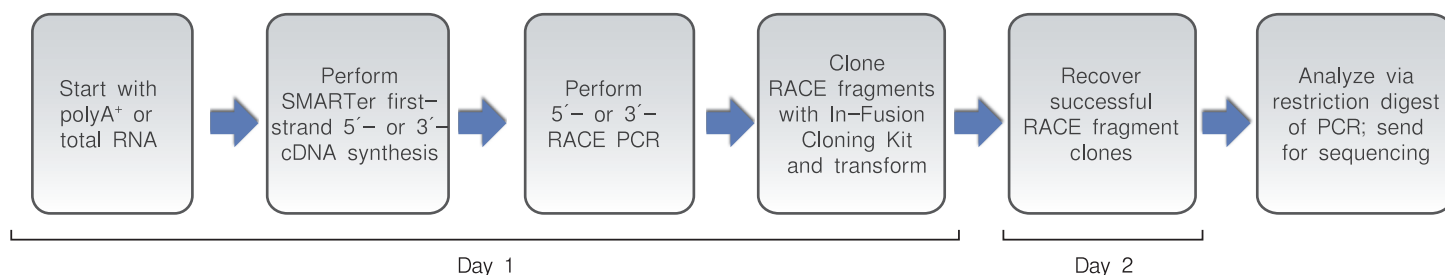 Start with
polyA⁺ or
total RNA
Perform
SMARTer first–
strand 5´– or 3´–
cDNA synthesis
Perform
5´– or 3´–
RACE PCR
Clone
RACE fragments
with In–Fusion
Cloning Kit
and transform
Recover
successful
RACE fragment
clones
Analyze via
restriction digest
of PCR; send
for sequencing
Day 1
Day 2